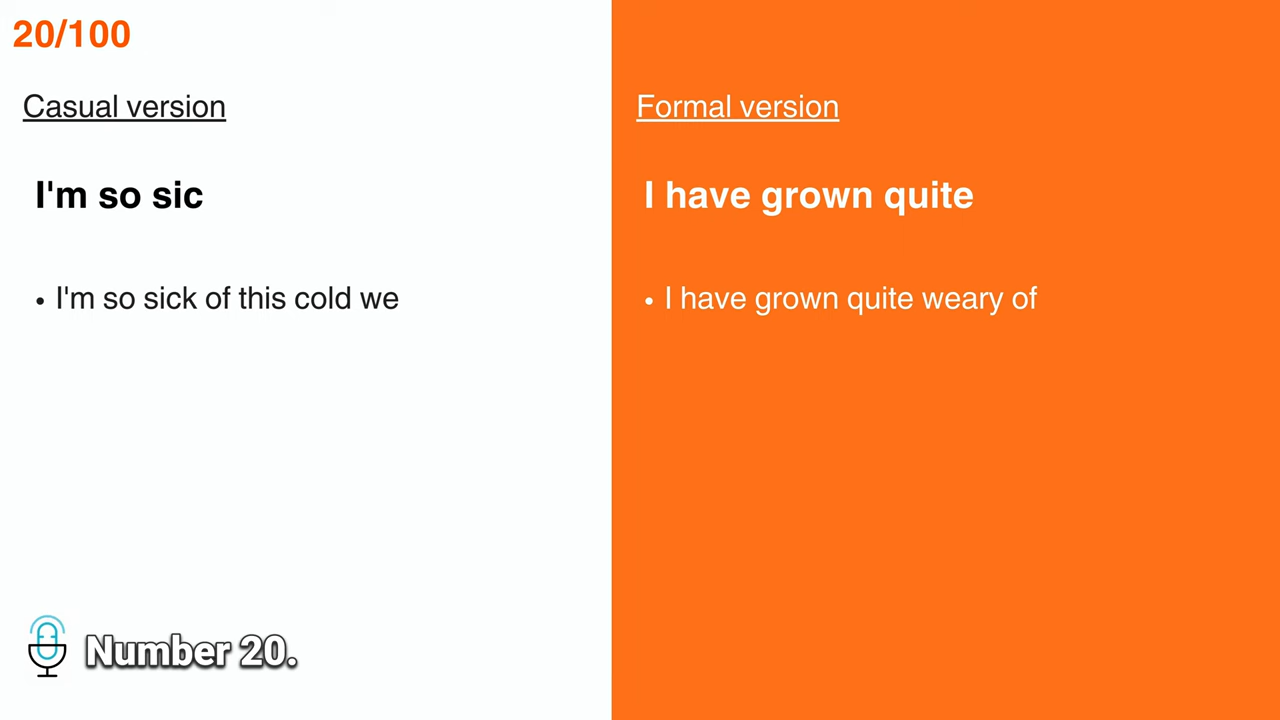 20/100
Casual version
I'm so sic
• I'm so sick of this cold we
Formal version
I have grown quite
• I have grown quite weary of
Number 20.